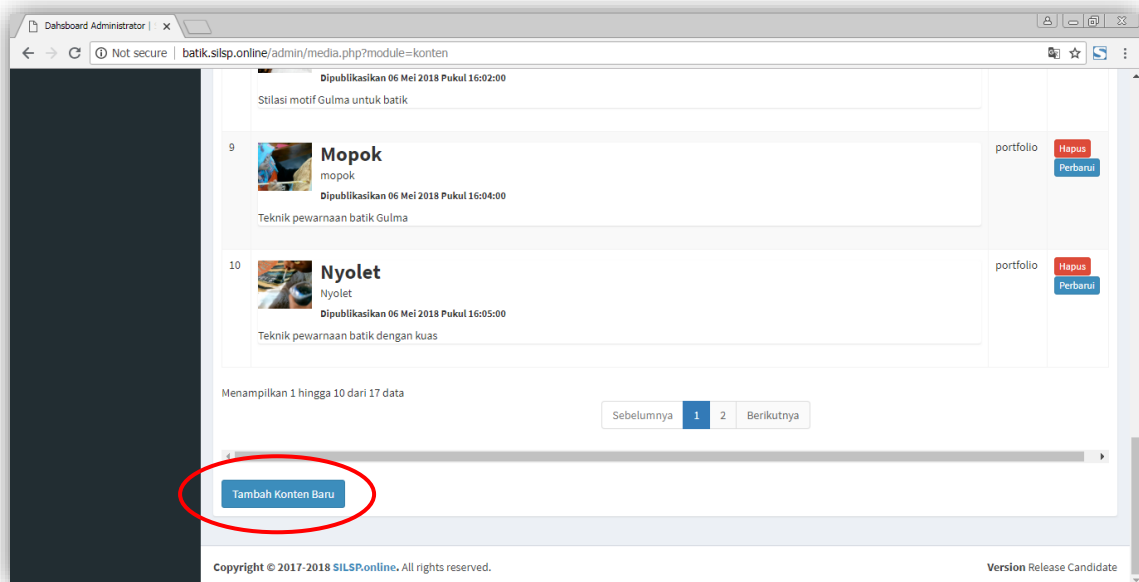 Dahsboard Administrator |
Not secure | batik.silsp.online/admin/media.php?module=konten
Dipublikasikan 06 Mei 2018 Pukul 16:02:00
Stilasi motif Gulma untuk batik
9
Mopok
portfolio
Hapus
mopok
Perbarui
Dipublikasikan 06 Mei 2018 Pukul 16:04:00
Teknik pewarnaan batik Gulma
10
Nyolet
portfolio
Hapus
Nyolet
Perbarui
Dipublikasikan 06 Mei 2018 Pukul 16:05:00
Teknik pewarnaan batik dengan kuas
Menampilkan 1 hingga 10 dari 17 data
Sebelumnya 1 2 Berikutnya
Tambah Konten Baru
Copyright © 2017-2018 SILSP.online. All rights reserved. Version Release Candidate